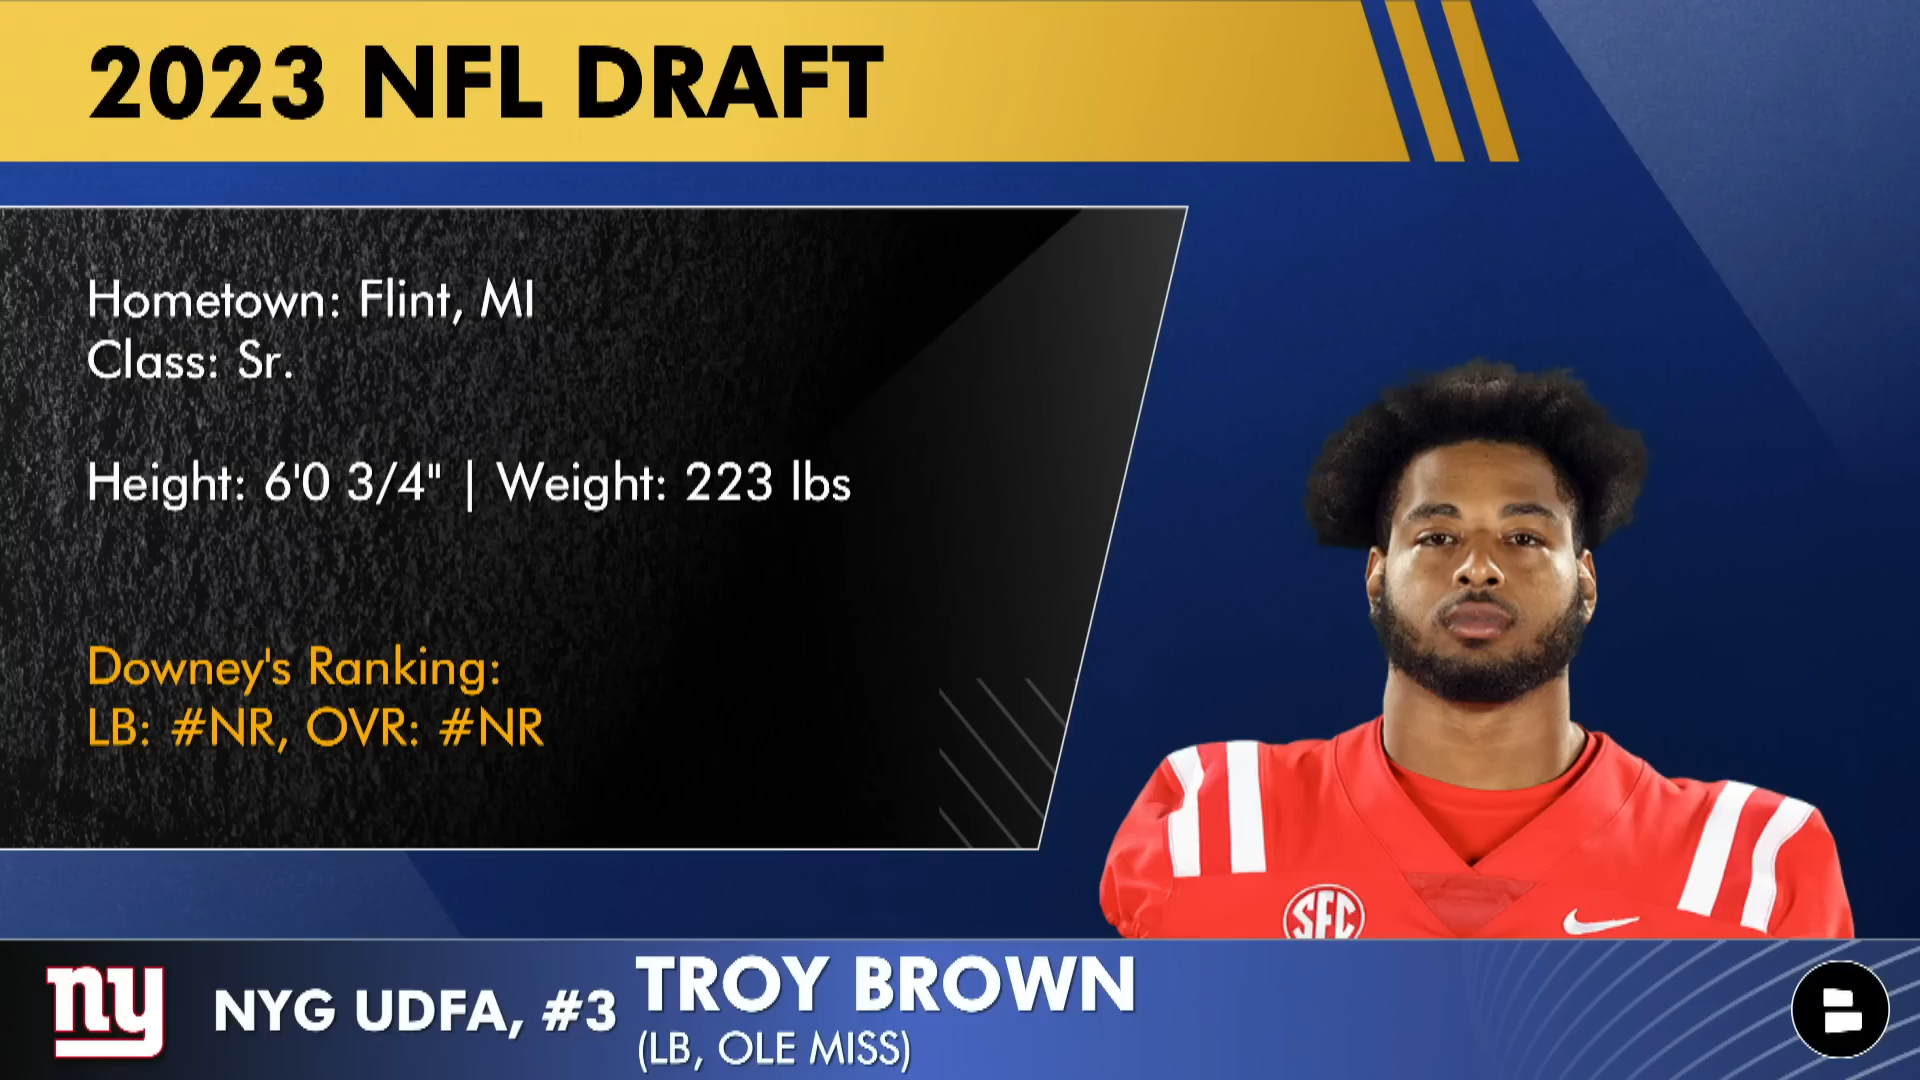 2023 NFL DRAFT
Hometown: Flint, MI
Class: Sr.
Height: 6'0 3/4" | Weight: 223 lbs
Downey's Ranking:
LB: #NR, OVR: #NR
SEC
ny
NYG UDFA, #3
TROY BROWN
(LB, OLE MISS)